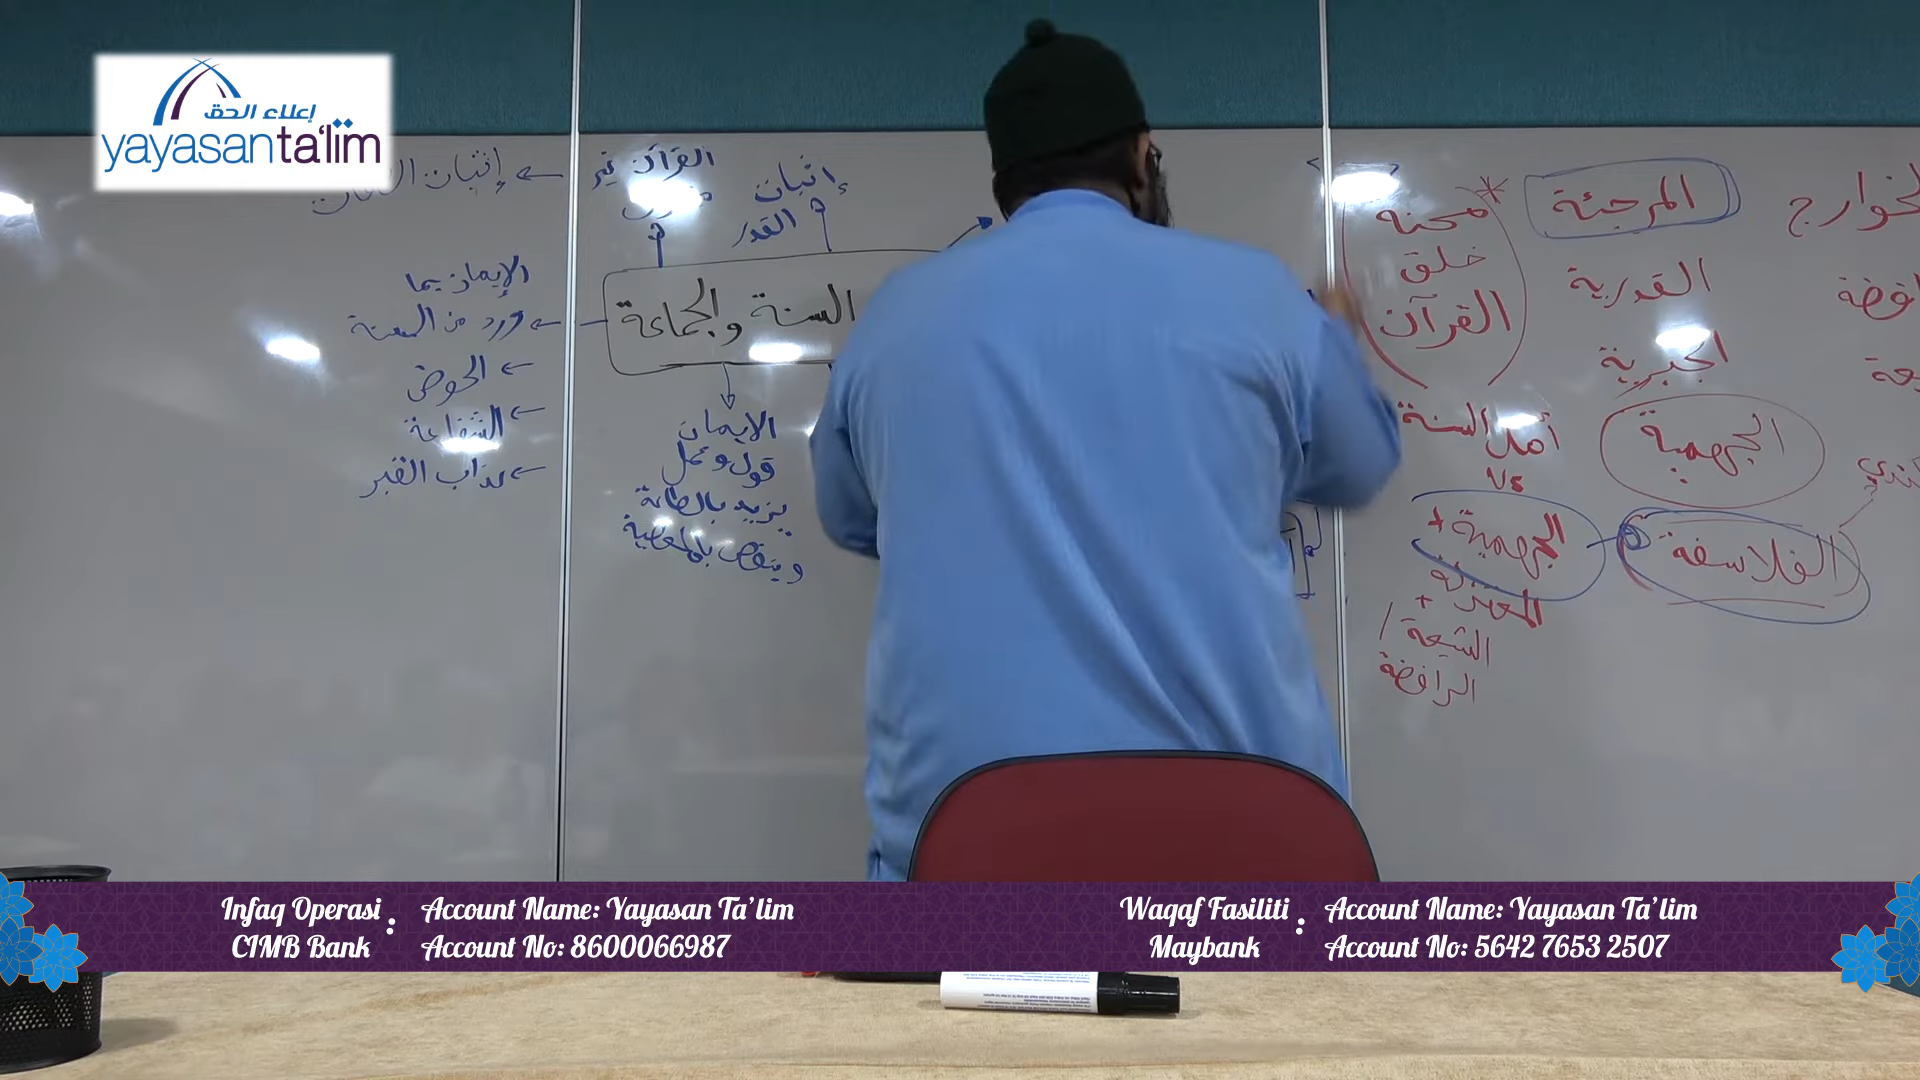 إعلاء الحق
yayasanta'lim
إثبات
القرآن غير
إثبات
القدر
السنة والجماعة
الإيمان بما
ورد من السنة
الحوض
الشفاعة
عذاب القبر
الايمان
قول وعمل
يزيد بالطاعة
وينقص بالمعصية
محنة
خلق
القرآن
أهل السنة
vs
الجهمية +
المعتزلة
+
الشيعة /
الرافضة
المرجئة
القدرية
الجبرية
الجهمية
الفلاسفة
الخوارج
Infaq Operasi : Account Name: Yayasan Ta'lim
CIMB Bank Account No: 8600066987
Waqaf Fasiliti : Account Name: Yayasan Ta'lim
Maybank Account No: 5642 7653 2507